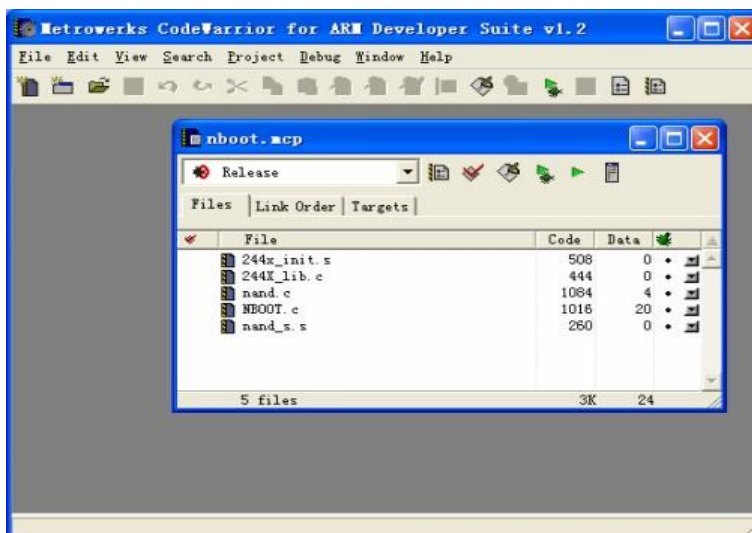 Metrowerks CodeWarrior for ARM Developer Suite v1.2
File Edit View Search Project Debug Window Help
nboot.mcp
Release
Files Link Order Targets
File Code Data
244x_init.s 508 0
244X_lib.c 444 0
nand.c 1084 4
NBOOT.c 1016 20
nand_s.s 260 0
5 files 3K 24